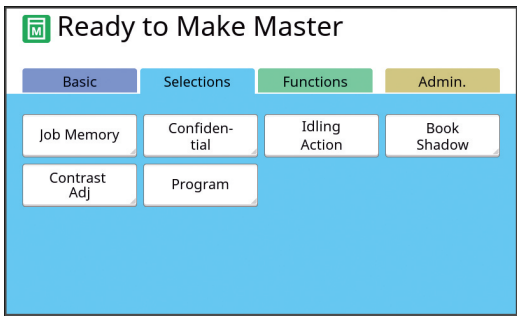 M Ready to Make Master
Basic Selections Functions Admin.
Job Memory
Confiden-
tial
Idling
Action
Book
Shadow
Contrast
Adj
Program